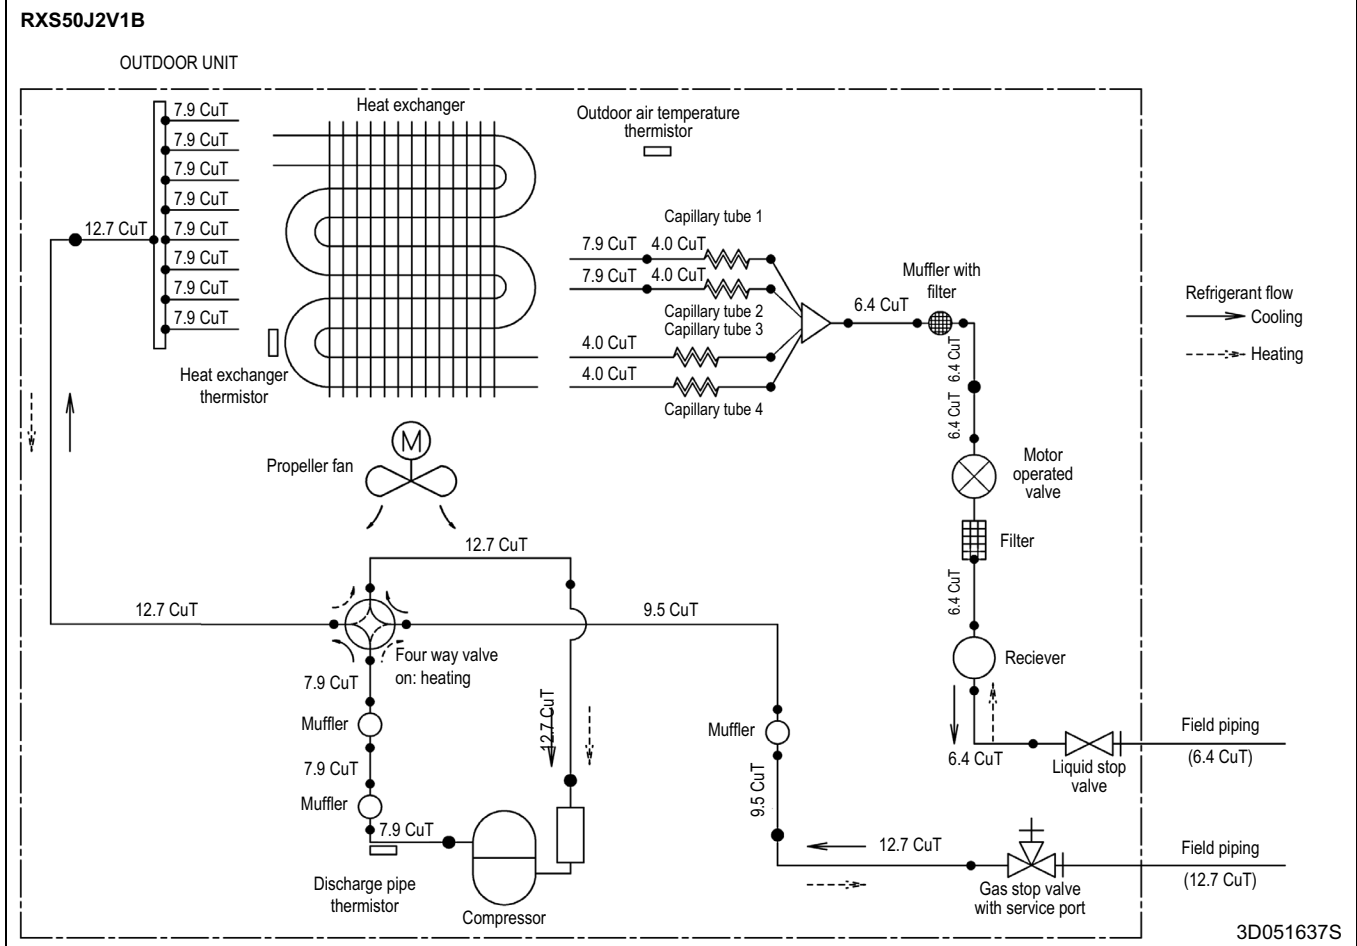 RXS50J2V1B
OUTDOOR UNIT
7.9 CuT
7.9 CuT
7.9 CuT
7.9 CuT
7.9 CuT
7.9 CuT
7.9 CuT
7.9 CuT
12.7 CuT
Heat exchanger
Outdoor air temperature
thermistor
Heat exchanger
thermistor
Capillary tube 1
7.9 CuT 4.0 CuT
7.9 CuT 4.0 CuT
Capillary tube 2
Capillary tube 3
4.0 CuT
4.0 CuT
Capillary tube 4
6.4 CuT
Muffler with
filter
Refrigerant flow
Cooling
Heating
6.4 CuT
6.4 CuT
Motor
operated
valve
Filter
6.4 CuT
Reciever
6.4 CuT
Liquid stop
valve
Field piping
(6.4 CuT)
M
Propeller fan
12.7 CuT
12.7 CuT
9.5 CuT
Four way valve
on: heating
7.9 CuT
Muffler
7.9 CuT
Muffler
7.9 CuT
12.7 CuT
Discharge pipe
thermistor
Compressor
Muffler
9.5 CuT
12.7 CuT
Gas stop valve
with service port
Field piping
(12.7 CuT)
3D051637S